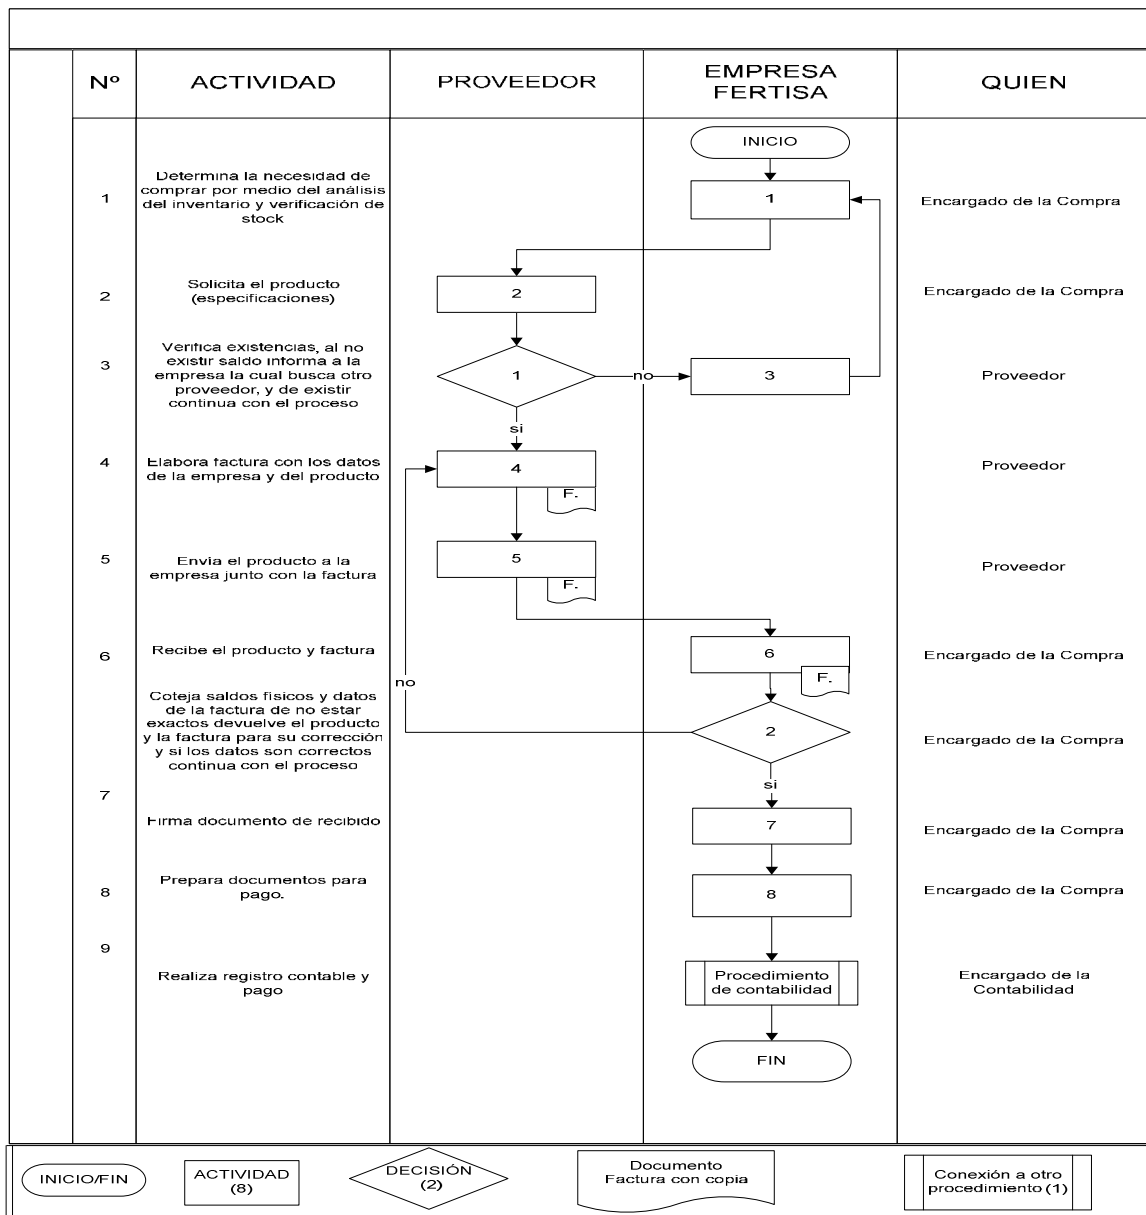 Nº
ACTIVIDAD
PROVEEDOR
EMPRESA
FERTISA
QUIEN
INICIO
1
Determina la necesidad de
comprar por medio del análisis
del inventario y verificación de
stock
1
Encargado de la Compra
2
Solicita el producto
(especificaciones)
2
Encargado de la Compra
3
Verifica existencias, al no
existir saldo informa a la
empresa la cual busca otro
proveedor, y de existir
continua con el proceso
1
no
3
Proveedor
si
4
Elabora factura con los datos
de la empresa y del producto
4
F.
Proveedor
5
Envía el producto a la
empresa junto con la factura
5
F.
Proveedor
6
Recibe el producto y factura
6
F.
Encargado de la Compra
no
Coteja saldos físicos y datos
de la factura de no estar
exactos devuelve el producto
y la factura para su corrección
y si los datos son correctos
continua con el proceso
2
Encargado de la Compra
si
7
Firma documento de recibido
7
Encargado de la Compra
8
Prepara documentos para
pago.
8
Encargado de la Compra
9
Realiza registro contable y
pago
Procedimiento
de contabilidad
Encargado de la
Contabilidad
FIN
INICIO/FIN
ACTIVIDAD
(8)
DECISIÓN
(2)
Documento
Factura con copia
Conexión a otro
procedimiento (1)